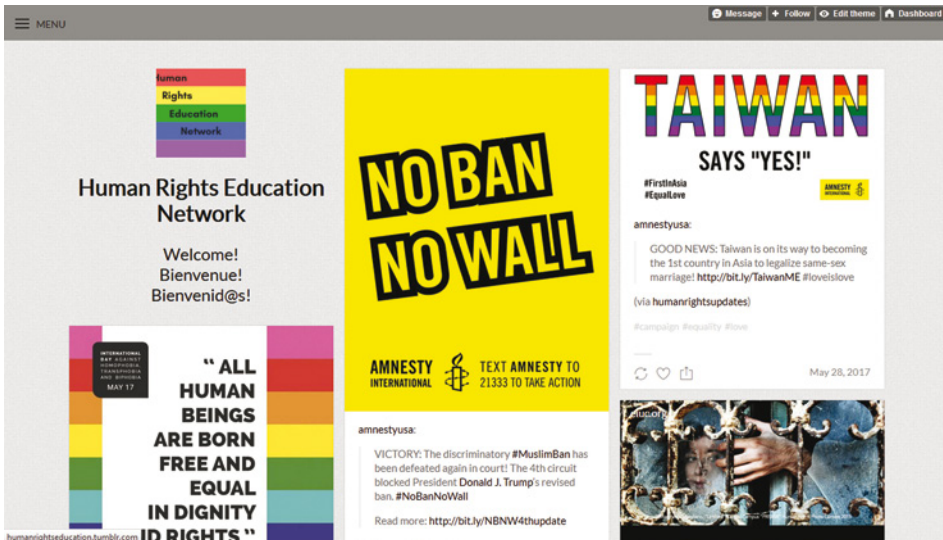 MENU
Message
Follow
Edit theme
Dashboard
Human
Rights
Education
Network
Human Rights Education
Network
Welcome!
Bienvenue!
Bienvenid@s!
INTERNATIONAL
DAY AGAINST
HOMOPHOBIA,
TRANSPHOBIA
AND BIPHOBIA
MAY 17
“ ALL
HUMAN
BEINGS
ARE BORN
FREE AND
EQUAL
IN DIGNITY
ND RIGHTS ”
humanrightseducation.tumblr.com
NO BAN
NO WALL
AMNESTY
INTERNATIONAL
TEXT AMNESTY TO
21333 TO TAKE ACTION
amnestyusa:
VICTORY: The discriminatory #MuslimBan has
been defeated again in court! The 4th circuit
blocked President Donald J. Trump's revised
ban. #NoBanNoWall
Read more: http://bit.ly/NBNW4thupdate
TAIWAN
SAYS "YES!"
#FirstInAsia
#EqualLove
AMNESTY
INTERNATIONAL
amnestyusa:
GOOD NEWS: Taiwan is on its way to becoming
the 1st country in Asia to legalize same-sex
marriage! http://bit.ly/TaiwanME #loveislove
(via humanrightsupdates)
#campaign #equality #love
May 28, 2017